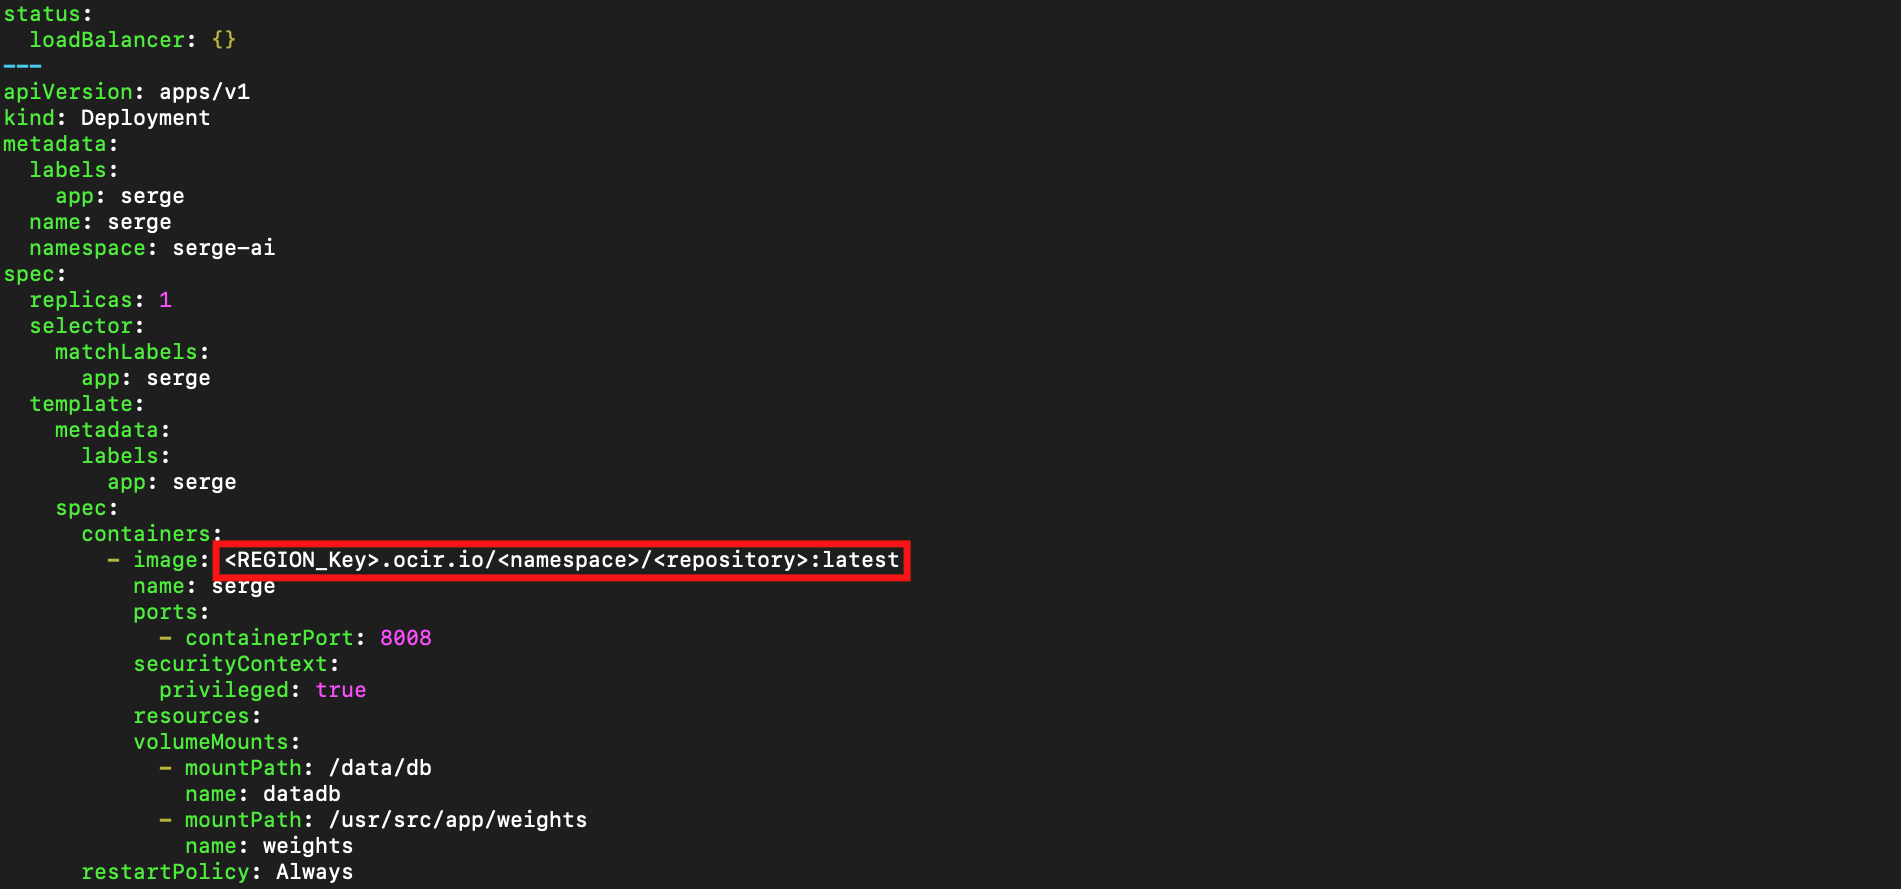 status:
  loadBalancer: {}
---
apiVersion: apps/v1
kind: Deployment
metadata:
  labels:
    app: serge
  name: serge
  namespace: serge-ai
spec:
  replicas: 1
  selector:
    matchLabels:
      app: serge
  template:
    metadata:
      labels:
        app: serge
    spec:
      containers:
        - image: <REGION_Key>.ocir.io/<namespace>/<repository>:latest
          name: serge
          ports:
            - containerPort: 8008
          securityContext:
            privileged: true
          resources:
          volumeMounts:
            - mountPath: /data/db
              name: datadb
            - mountPath: /usr/src/app/weights
              name: weights
      restartPolicy: Always